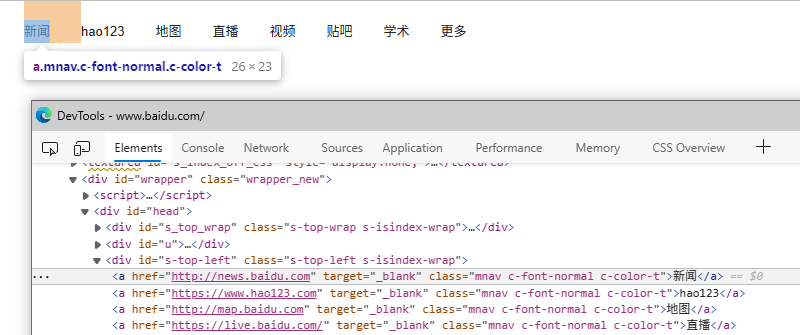 新闻 hao123 地图 直播 视频 贴吧 学术 更多
a.mnav.c-font-normal.c-color-t 26 × 23
DevTools - www.baidu.com/
Elements Console Network Sources Application Performance Memory CSS Overview
<textarea id="s_index_off_css" style="display:none;">…</textarea>
<div id="wrapper" class="wrapper_new">
<script>…</script>
<div id="head">
<div id="s_top_wrap" class="s-top-wrap s-isindex-wrap">…</div>
<div id="u">…</div>
<div id="s-top-left" class="s-top-left s-isindex-wrap">
… <a href="http://news.baidu.com" target="_blank" class="mnav c-font-normal c-color-t">新闻</a> == $0
<a href="https://www.hao123.com" target="_blank" class="mnav c-font-normal c-color-t">hao123</a>
<a href="http://map.baidu.com" target="_blank" class="mnav c-font-normal c-color-t">地图</a>
<a href="https://live.baidu.com/" target="_blank" class="mnav c-font-normal c-color-t">直播</a>